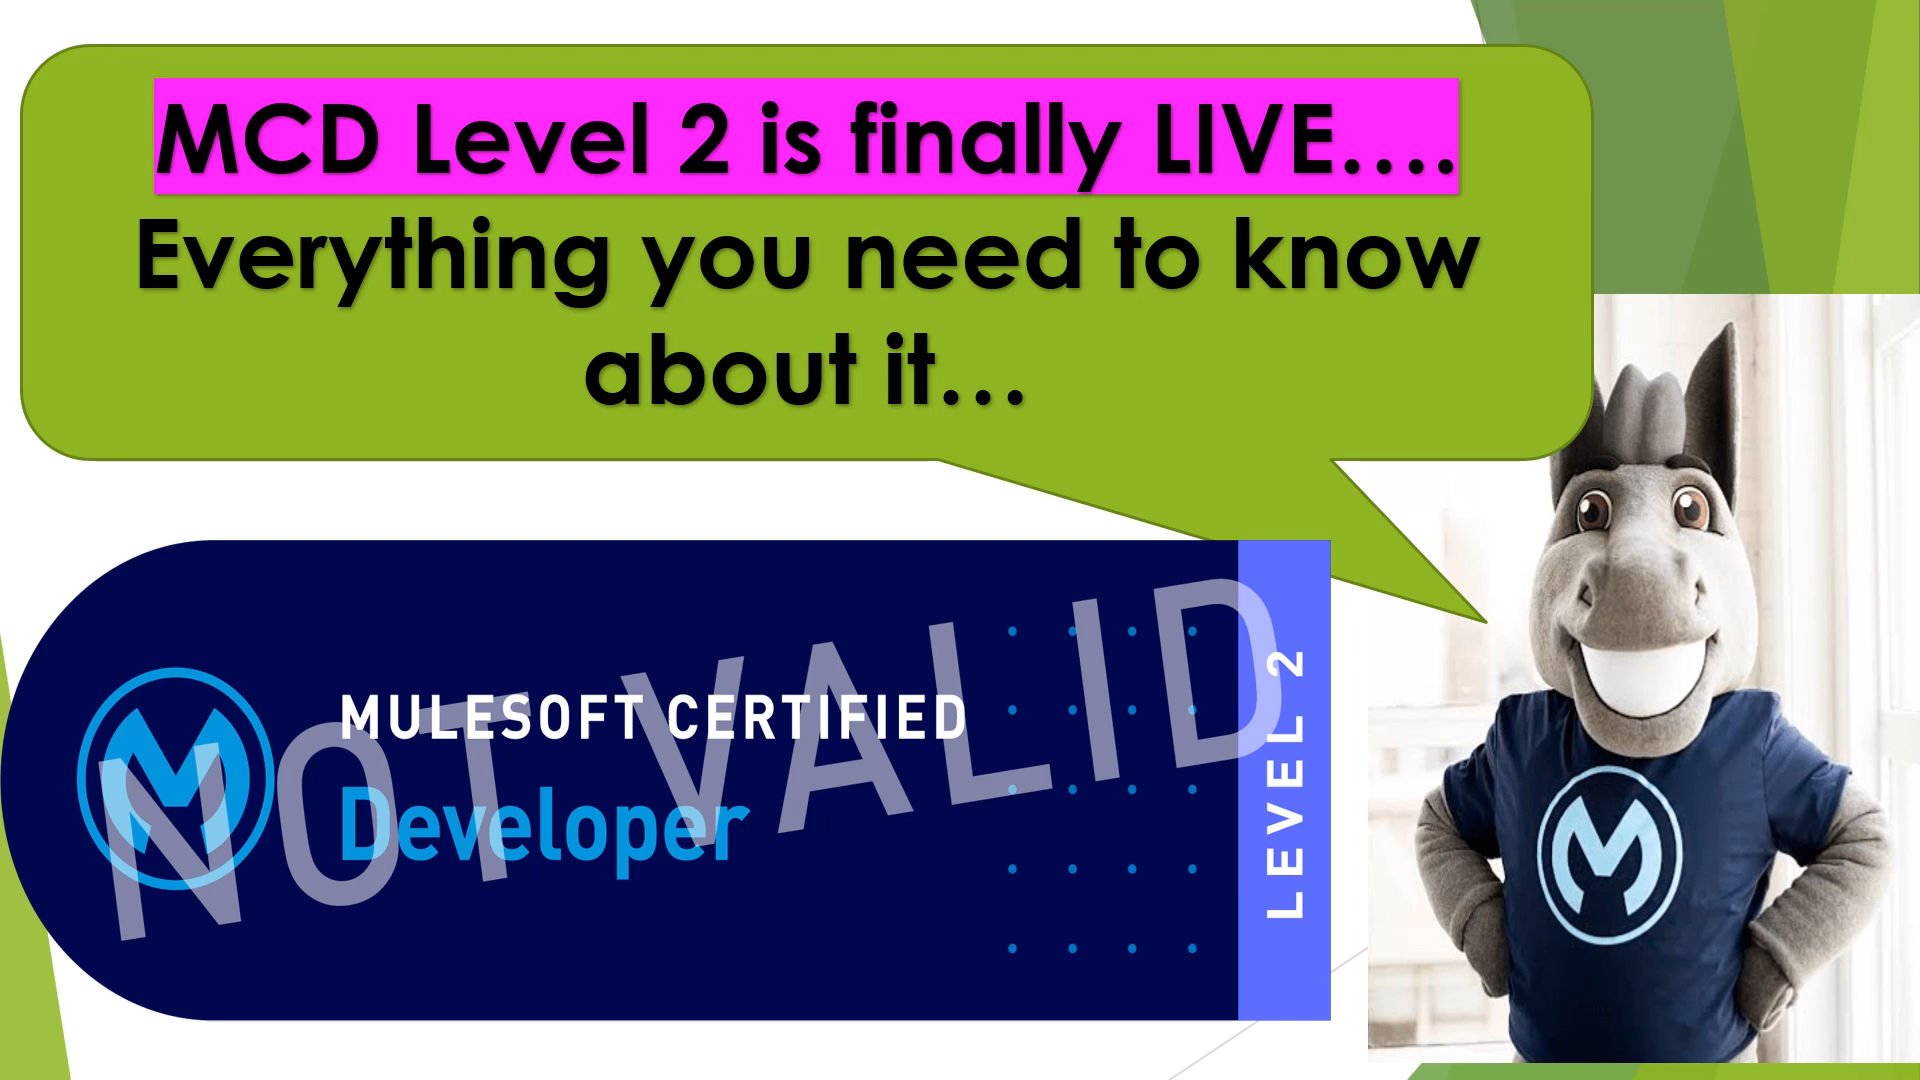 MCD Level 2 is finally LIVE….
Everything you need to know
about it…
MULESOFT CERTIFIED
Developer
LEVEL 2
NOT VALID